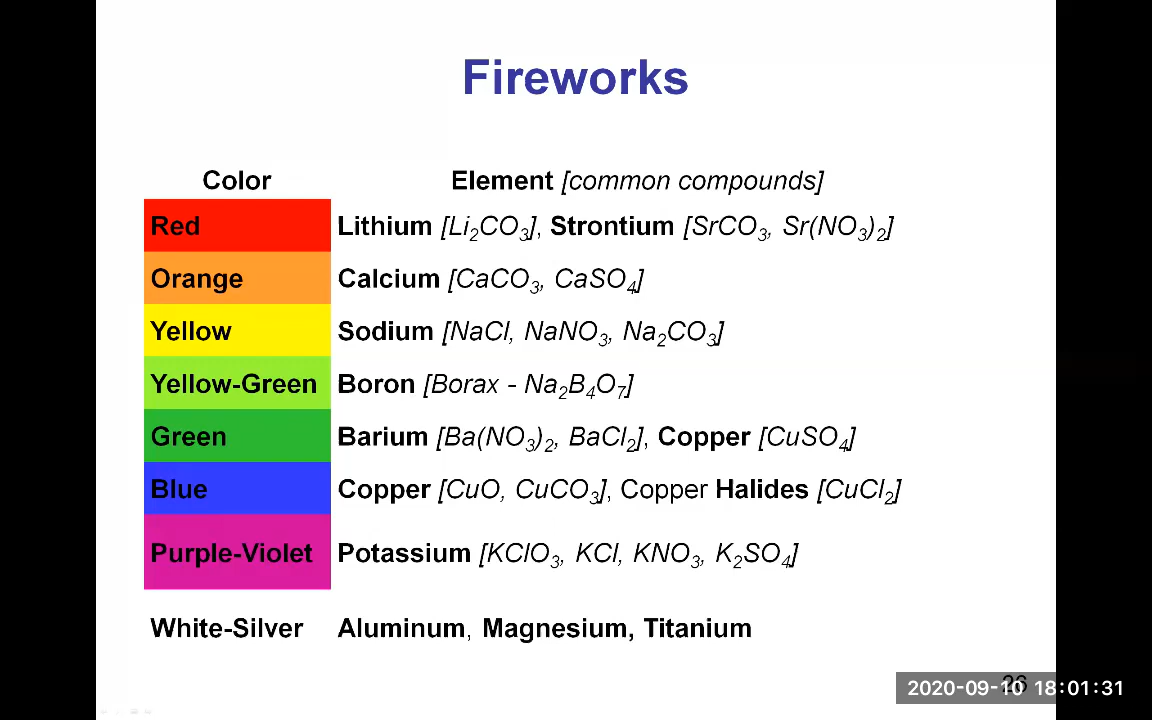 Fireworks
Color Element [common compounds]
Red Lithium [Li₂CO₃], Strontium [SrCO₃, Sr(NO₃)₂]
Orange Calcium [CaCO₃, CaSO₄]
Yellow Sodium [NaCl, NaNO₃, Na₂CO₃]
Yellow-Green Boron [Borax - Na₂B₄O₇]
Green Barium [Ba(NO₃)₂, BaCl₂], Copper [CuSO₄]
Blue Copper [CuO, CuCO₃], Copper Halides [CuCl₂]
Purple-Violet Potassium [KClO₃, KCl, KNO₃, K₂SO₄]
White-Silver Aluminum, Magnesium, Titanium
26
2020-09-10 18:01:31